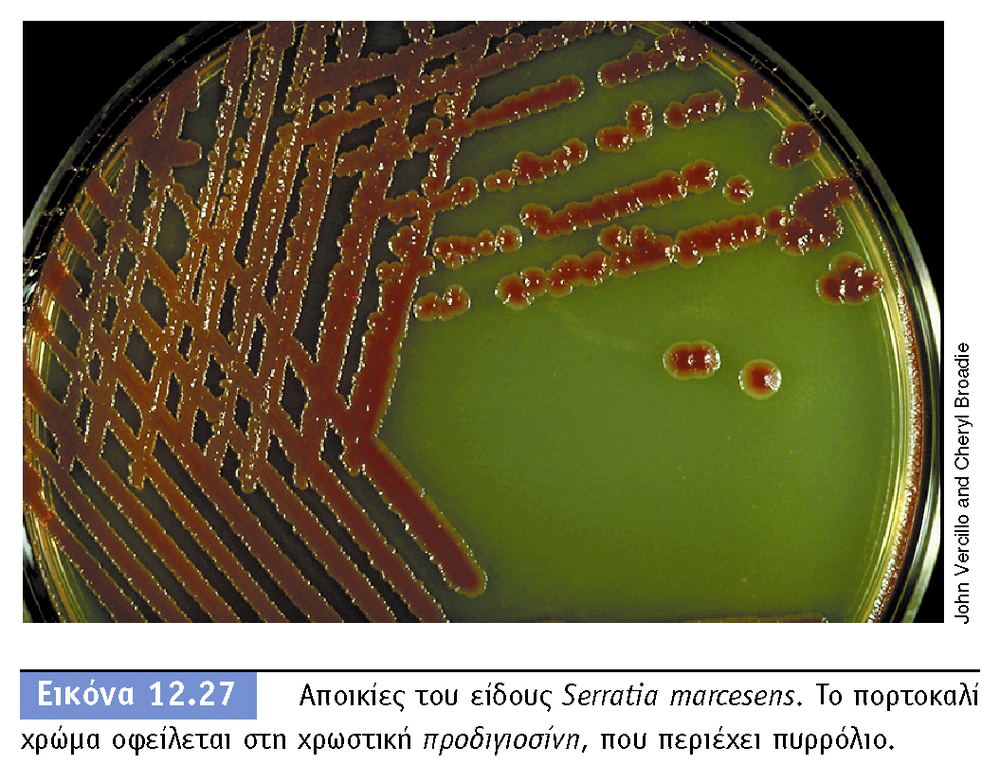 John Vercillo and Cheryl Broadie
Εικόνα 12.27 Αποικίες του είδους Serratia marcesens. Το πορτοκαλί
χρώμα οφείλεται στη χρωστική προδιγιοσίνη, που περιέχει πυρρόλιο.